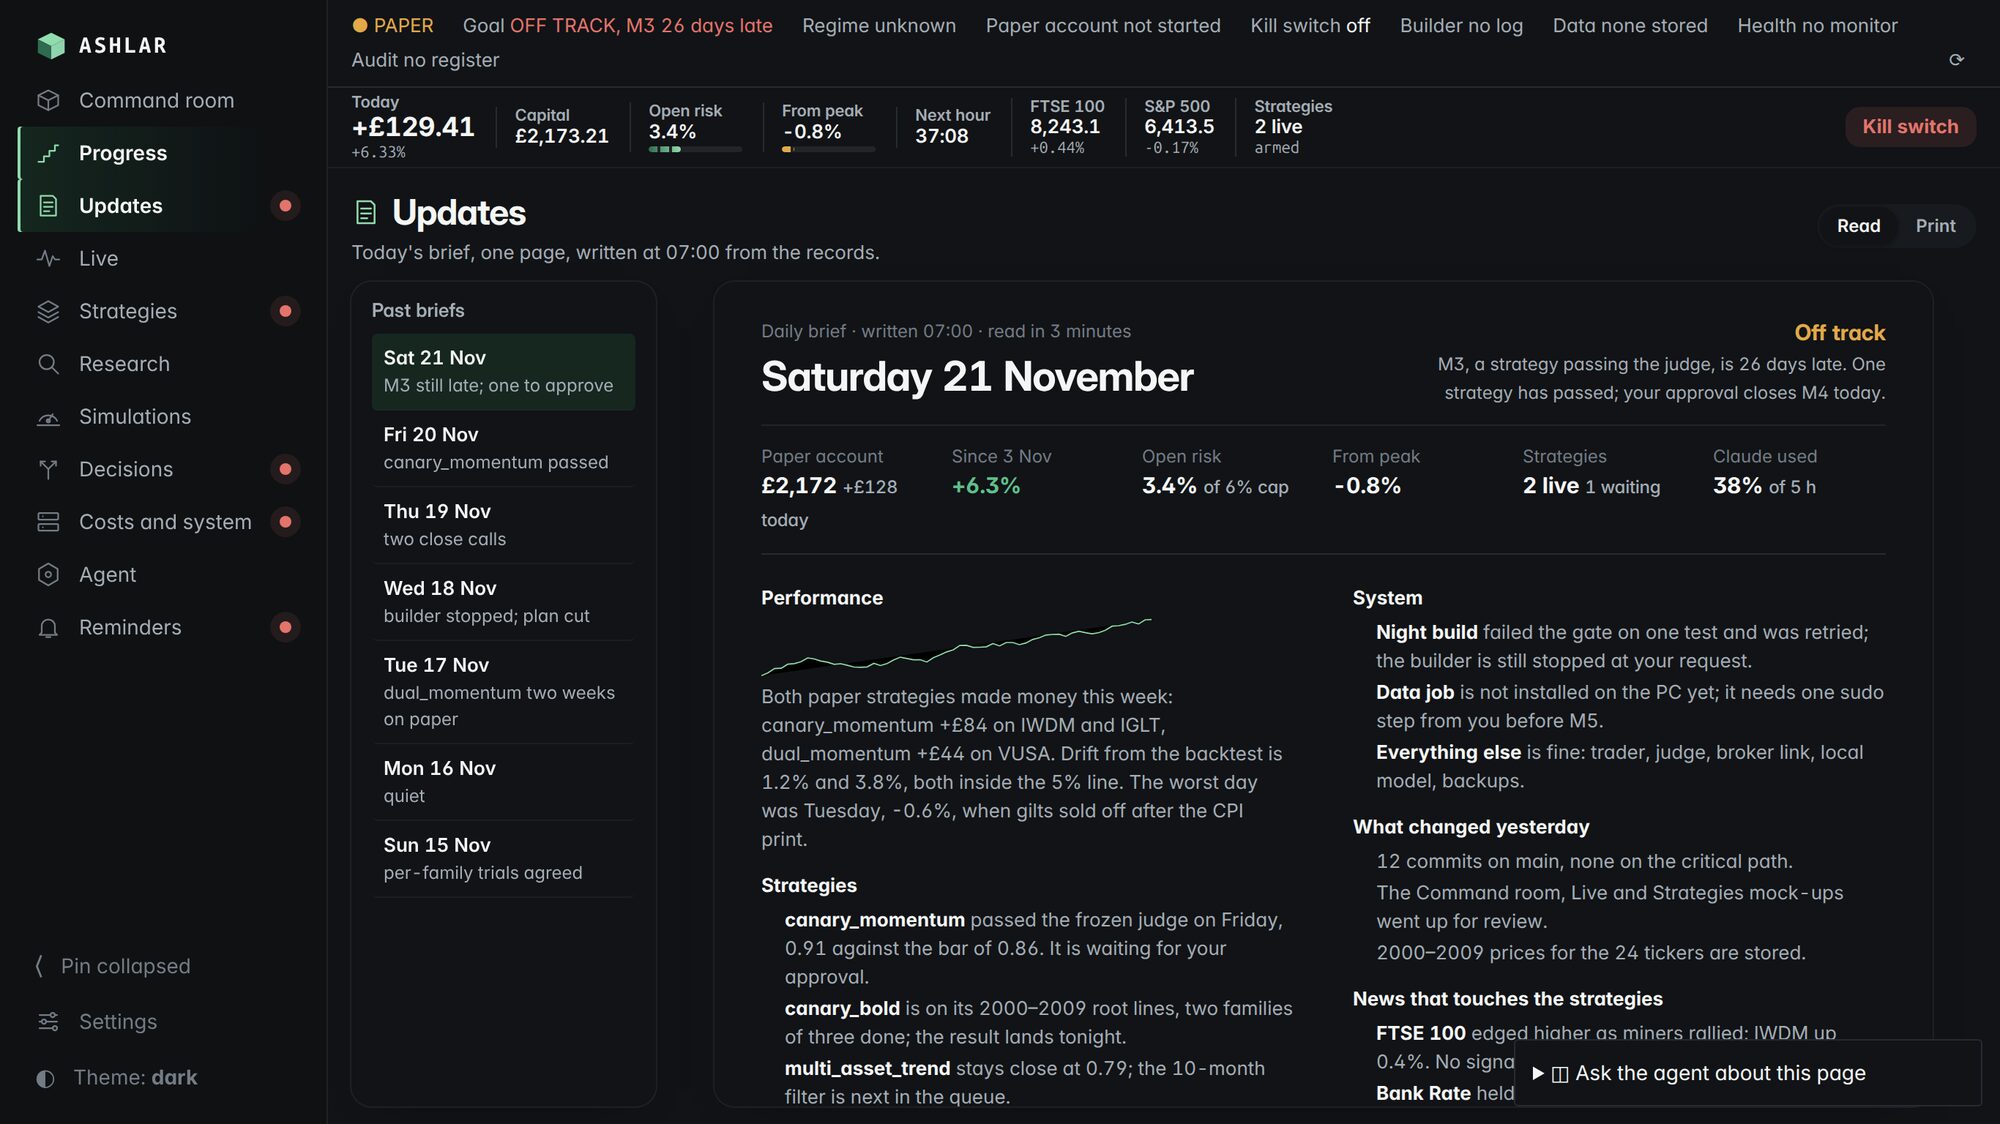 ASHLAR
Command room
Progress
Updates
Live
Strategies
Research
Simulations
Decisions
Costs and system
Agent
Reminders
Pin collapsed
Settings
Theme: dark
PAPER Goal OFF TRACK, M3 26 days late Regime unknown Paper account not started Kill switch off Builder no log Data none stored Health no monitor
Audit no register
Today
+£129.41
+6.33%
Capital
£2,173.21
Open risk
3.4%
From peak
-0.8%
Next hour
37:08
FTSE 100
8,243.1
+0.44%
S&P 500
6,413.5
-0.17%
Strategies
2 live
armed
Kill switch
Updates
Today's brief, one page, written at 07:00 from the records.
Read Print
Past briefs
Sat 21 Nov
M3 still late; one to approve
Fri 20 Nov
canary_momentum passed
Thu 19 Nov
two close calls
Wed 18 Nov
builder stopped; plan cut
Tue 17 Nov
dual_momentum two weeks
on paper
Mon 16 Nov
quiet
Sun 15 Nov
per-family trials agreed
Daily brief · written 07:00 · read in 3 minutes
Saturday 21 November
Off track
M3, a strategy passing the judge, is 26 days late. One
strategy has passed; your approval closes M4 today.
Paper account
£2,172 +£128
today
Since 3 Nov
+6.3%
Open risk
3.4% of 6% cap
From peak
-0.8%
Strategies
2 live 1 waiting
Claude used
38% of 5 h
Performance
Both paper strategies made money this week:
canary_momentum +£84 on IWDM and IGLT,
dual_momentum +£44 on VUSA. Drift from the backtest is
1.2% and 3.8%, both inside the 5% line. The worst day
was Tuesday, -0.6%, when gilts sold off after the CPI
print.
Strategies
canary_momentum passed the frozen judge on Friday,
0.91 against the bar of 0.86. It is waiting for your
approval.
canary_bold is on its 2000–2009 root lines, two families
of three done; the result lands tonight.
multi_asset_trend stays close at 0.79; the 10-month
filter is next in the queue.
System
Night build failed the gate on one test and was retried;
the builder is still stopped at your request.
Data job is not installed on the PC yet; it needs one sudo
step from you before M5.
Everything else is fine: trader, judge, broker link, local
model, backups.
What changed yesterday
12 commits on main, none on the critical path.
The Command room, Live and Strategies mock-ups
went up for review.
2000–2009 prices for the 24 tickers are stored.
News that touches the strategies
FTSE 100 edged higher as miners rallied; IWDM up
0.4%. No signa
Bank Rate held
Ask the agent about this page